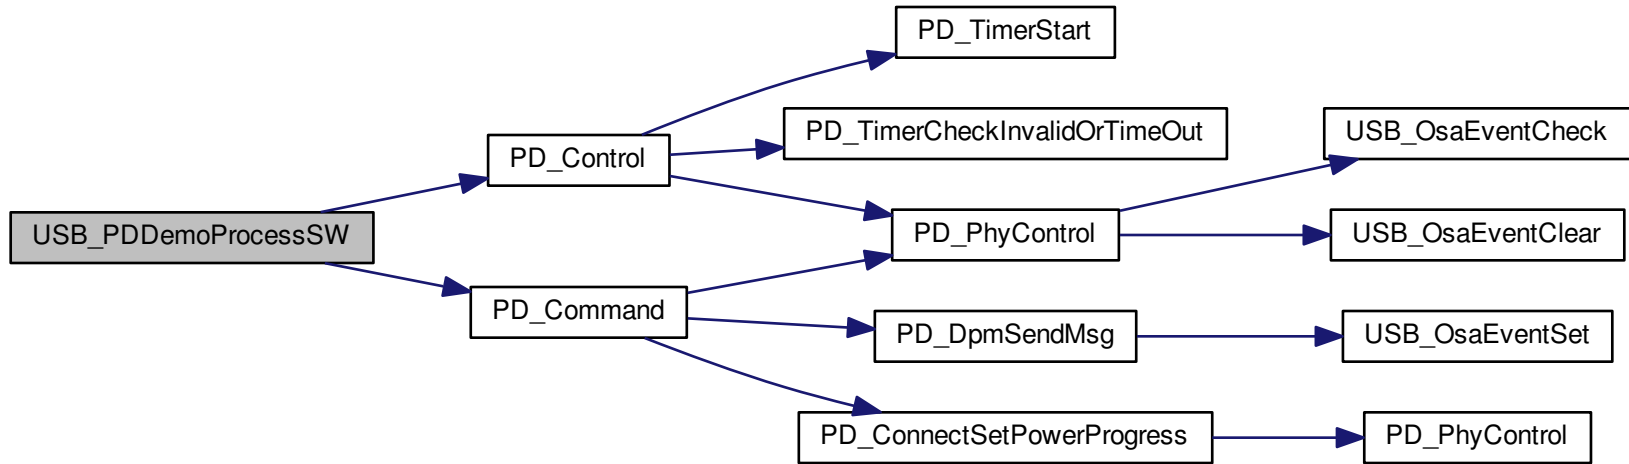 USB_PDDemoProcessSW
PD_Control
PD_Command
PD_TimerStart
PD_TimerCheckInvalidOrTimeOut
PD_PhyControl
PD_DpmSendMsg
PD_ConnectSetPowerProgress
USB_OsaEventCheck
USB_OsaEventClear
USB_OsaEventSet
PD_PhyControl